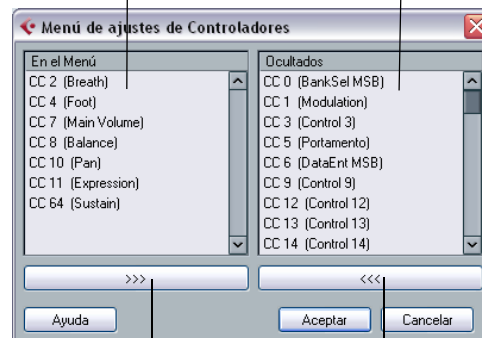 Menú de ajustes de Controladores
En el Menú
CC 2 (Breath)
CC 4 (Foot)
CC 7 (Main Volume)
CC 8 (Balance)
CC 10 (Pan)
CC 11 (Expression)
CC 64 (Sustain)
>>>
Ocultados
CC 0 (BankSel MSB)
CC 1 (Modulation)
CC 3 (Control 3)
CC 5 (Portamento)
CC 6 (DataEnt MSB)
CC 9 (Control 9)
CC 12 (Control 12)
CC 13 (Control 13)
CC 14 (Control 14)
<<<
Ayuda
Aceptar
Cancelar